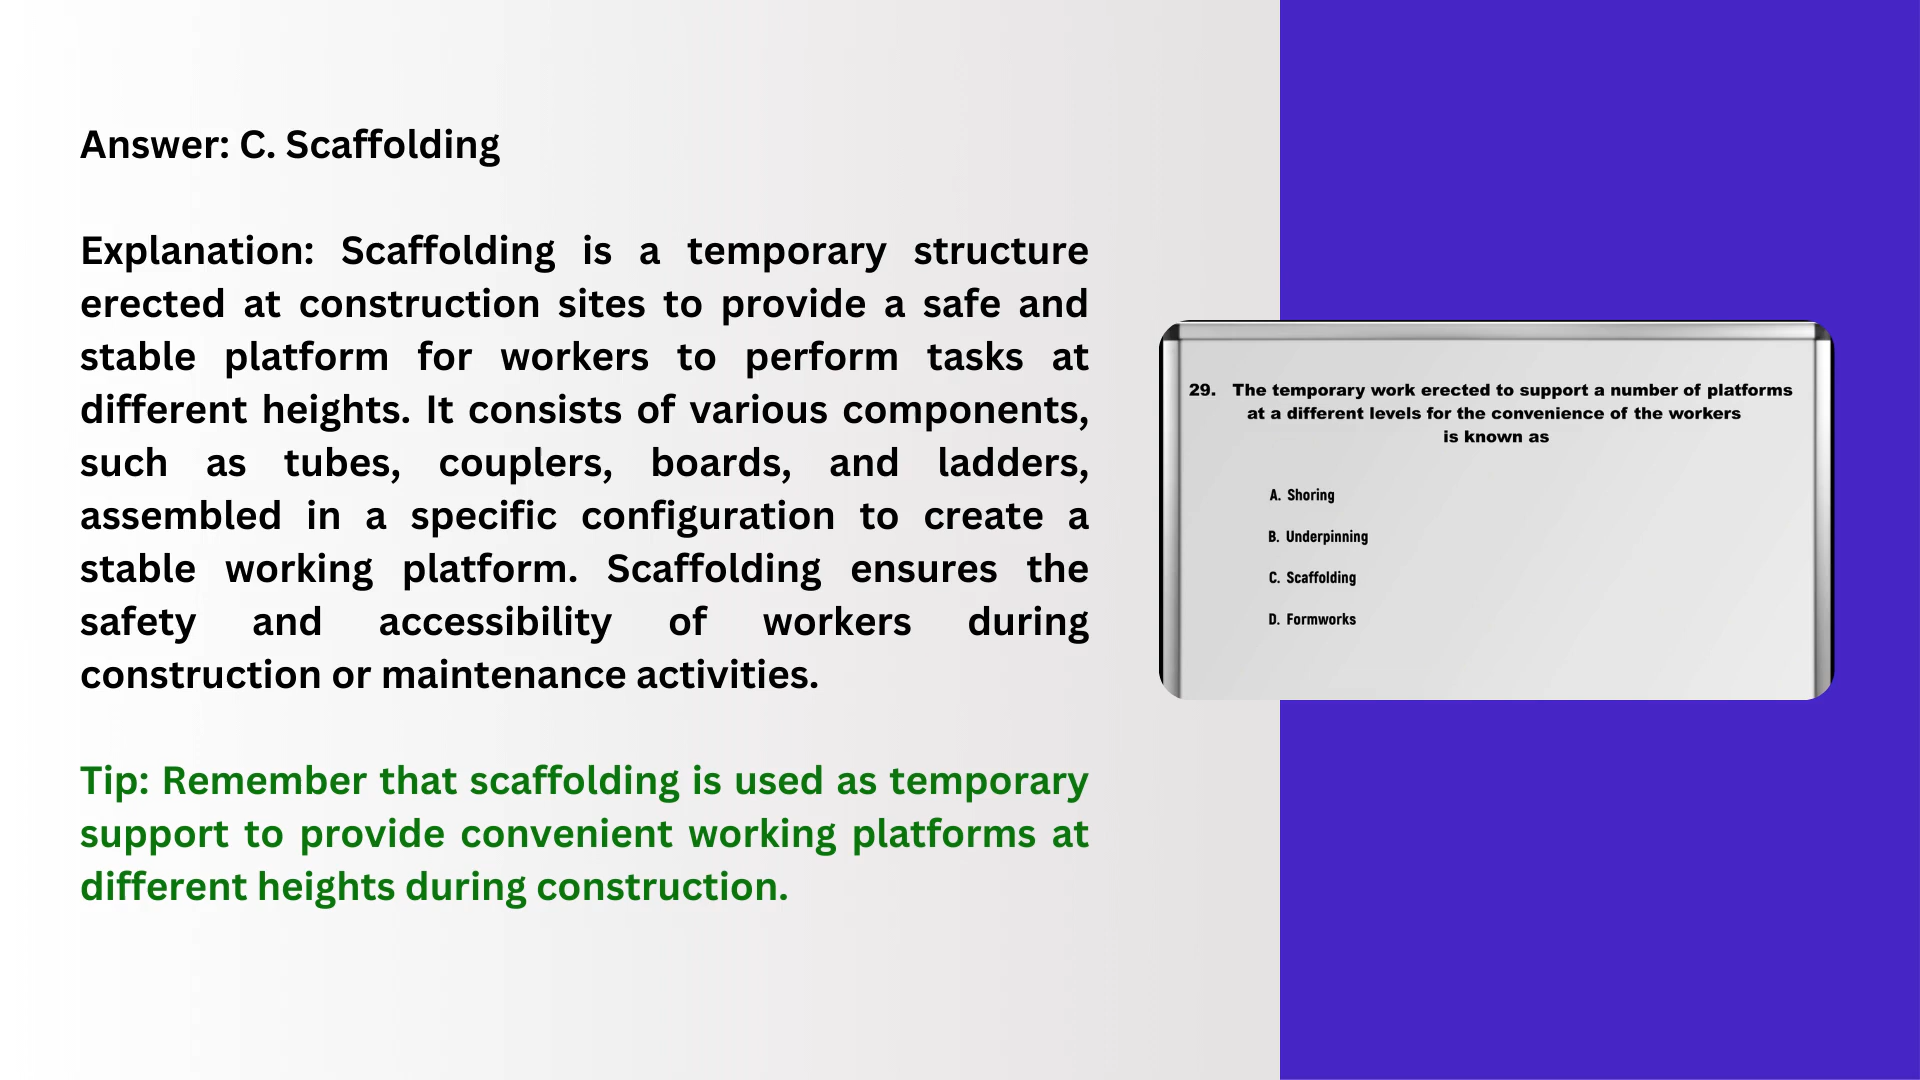 Answer: C. Scaffolding
Explanation: Scaffolding is a temporary structure
erected at construction sites to provide a safe and
stable platform for workers to perform tasks at
different heights. It consists of various components,
such as tubes, couplers, boards, and ladders,
assembled in a specific configuration to create a
stable working platform. Scaffolding ensures the
safety and accessibility of workers during
construction or maintenance activities.
Tip: Remember that scaffolding is used as temporary
support to provide convenient working platforms at
different heights during construction.
29. The temporary work erected to support a number of platforms
at a different levels for the convenience of the workers
is known as
A. Shoring
B. Underpinning
C. Scaffolding
D. Formworks